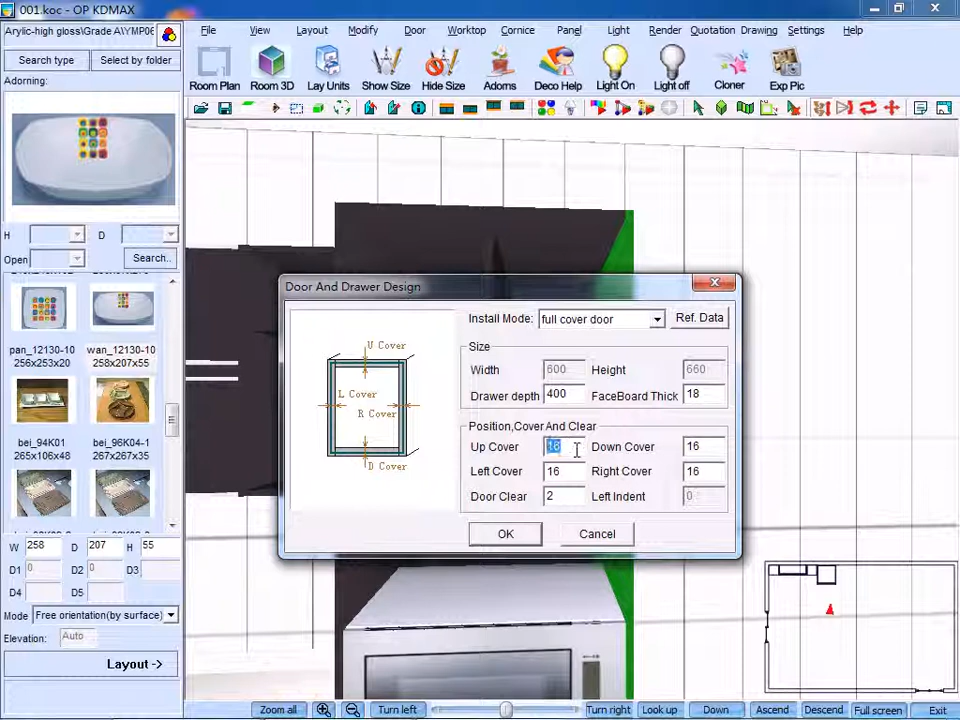 001.koc - OP KDMAX
Arylic-high gloss\Grade A\YMP06
File View Layout Modify Door Worktop Cornice Panel Light Render Quotation Drawing Settings Help
Search type Select by folder
Room Plan Room 3D Lay Units Show Size Hide Size Adorns Deco Help Light On Light off Cloner Exp Pic
Adorning:
H D
Open Search..
pan_12130-10 wan_12130-10
256x253x20 258x207x55
bei_94K01 bei_96K04-1
265x106x48 267x267x35
W 258 D 207 H 55
D1 0 D2 0 D3
D4 D5
Mode Free orientation(by surface)
Elevation: Auto
Layout ->
Door And Drawer Design
U Cover
L Cover
R Cover
D Cover
Install Mode: full cover door Ref. Data
Size
Width 600 Height 660
Drawer depth 400 FaceBoard Thick 18
Position,Cover And Clear
Up Cover 16 Down Cover 16
Left Cover 16 Right Cover 16
Door Clear 2 Left Indent 0
OK Cancel
Zoom all Turn left Turn right Look up Down Ascend Descend Full screen Exit